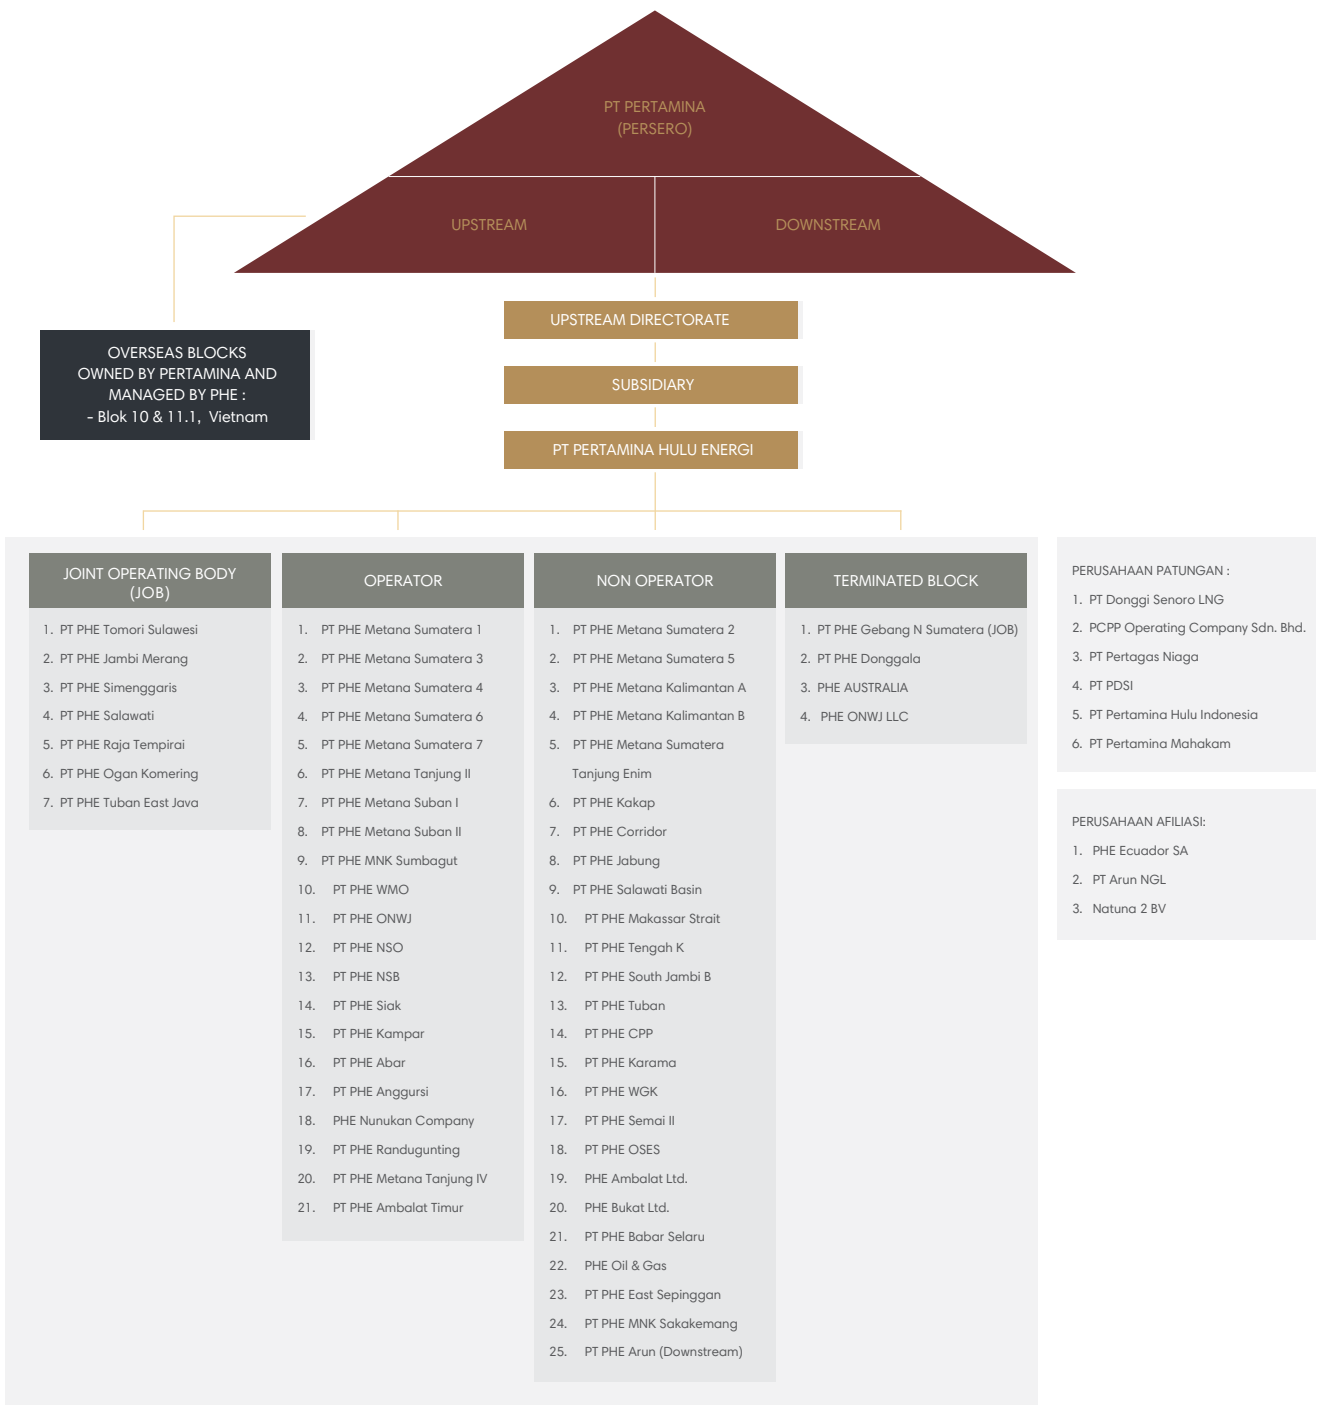 PT PERTAMINA
(PERSERO)
UPSTREAM
DOWNSTREAM
UPSTREAM DIRECTORATE
SUBSIDIARY
PT PERTAMINA HULU ENERGI
OVERSEAS BLOCKS
OWNED BY PERTAMINA AND
MANAGED BY PHE :
- Blok 10 & 11.1, Vietnam
JOINT OPERATING BODY
(JOB)
1. PT PHE Tomori Sulawesi
2. PT PHE Jambi Merang
3. PT PHE Simenggaris
4. PT PHE Salawati
5. PT PHE Raja Tempirai
6. PT PHE Ogan Komering
7. PT PHE Tuban East Java
OPERATOR
1. PT PHE Metana Sumatera 1
2. PT PHE Metana Sumatera 3
3. PT PHE Metana Sumatera 4
4. PT PHE Metana Sumatera 6
5. PT PHE Metana Sumatera 7
6. PT PHE Metana Tanjung II
7. PT PHE Metana Suban I
8. PT PHE Metana Suban II
9. PT PHE MNK Sumbagut
10. PT PHE WMO
11. PT PHE ONWJ
12. PT PHE NSO
13. PT PHE NSB
14. PT PHE Siak
15. PT PHE Kampar
16. PT PHE Abar
17. PT PHE Anggursi
18. PHE Nunukan Company
19. PT PHE Randugunting
20. PT PHE Metana Tanjung IV
21. PT PHE Ambalat Timur
NON OPERATOR
1. PT PHE Metana Sumatera 2
2. PT PHE Metana Sumatera 5
3. PT PHE Metana Kalimantan A
4. PT PHE Metana Kalimantan B
5. PT PHE Metana Sumatera
Tanjung Enim
6. PT PHE Kakap
7. PT PHE Corridor
8. PT PHE Jabung
9. PT PHE Salawati Basin
10. PT PHE Makassar Strait
11. PT PHE Tengah K
12. PT PHE South Jambi B
13. PT PHE Tuban
14. PT PHE CPP
15. PT PHE Karama
16. PT PHE WGK
17. PT PHE Semai II
18. PT PHE OSES
19. PHE Ambalat Ltd.
20. PHE Bukat Ltd.
21. PT PHE Babar Selaru
22. PHE Oil & Gas
23. PT PHE East Sepinggan
24. PT PHE MNK Sakakemang
25. PT PHE Arun (Downstream)
TERMINATED BLOCK
1. PT PHE Gebang N Sumatera (JOB)
2. PT PHE Donggala
3. PHE AUSTRALIA
4. PHE ONWJ LLC
PERUSAHAAN PATUNGAN :
1. PT Donggi Senoro LNG
2. PCPP Operating Company Sdn. Bhd.
3. PT Pertagas Niaga
4. PT PDSI
5. PT Pertamina Hulu Indonesia
6. PT Pertamina Mahakam
PERUSAHAAN AFILIASI:
1. PHE Ecuador SA
2. PT Arun NGL
3. Natuna 2 BV